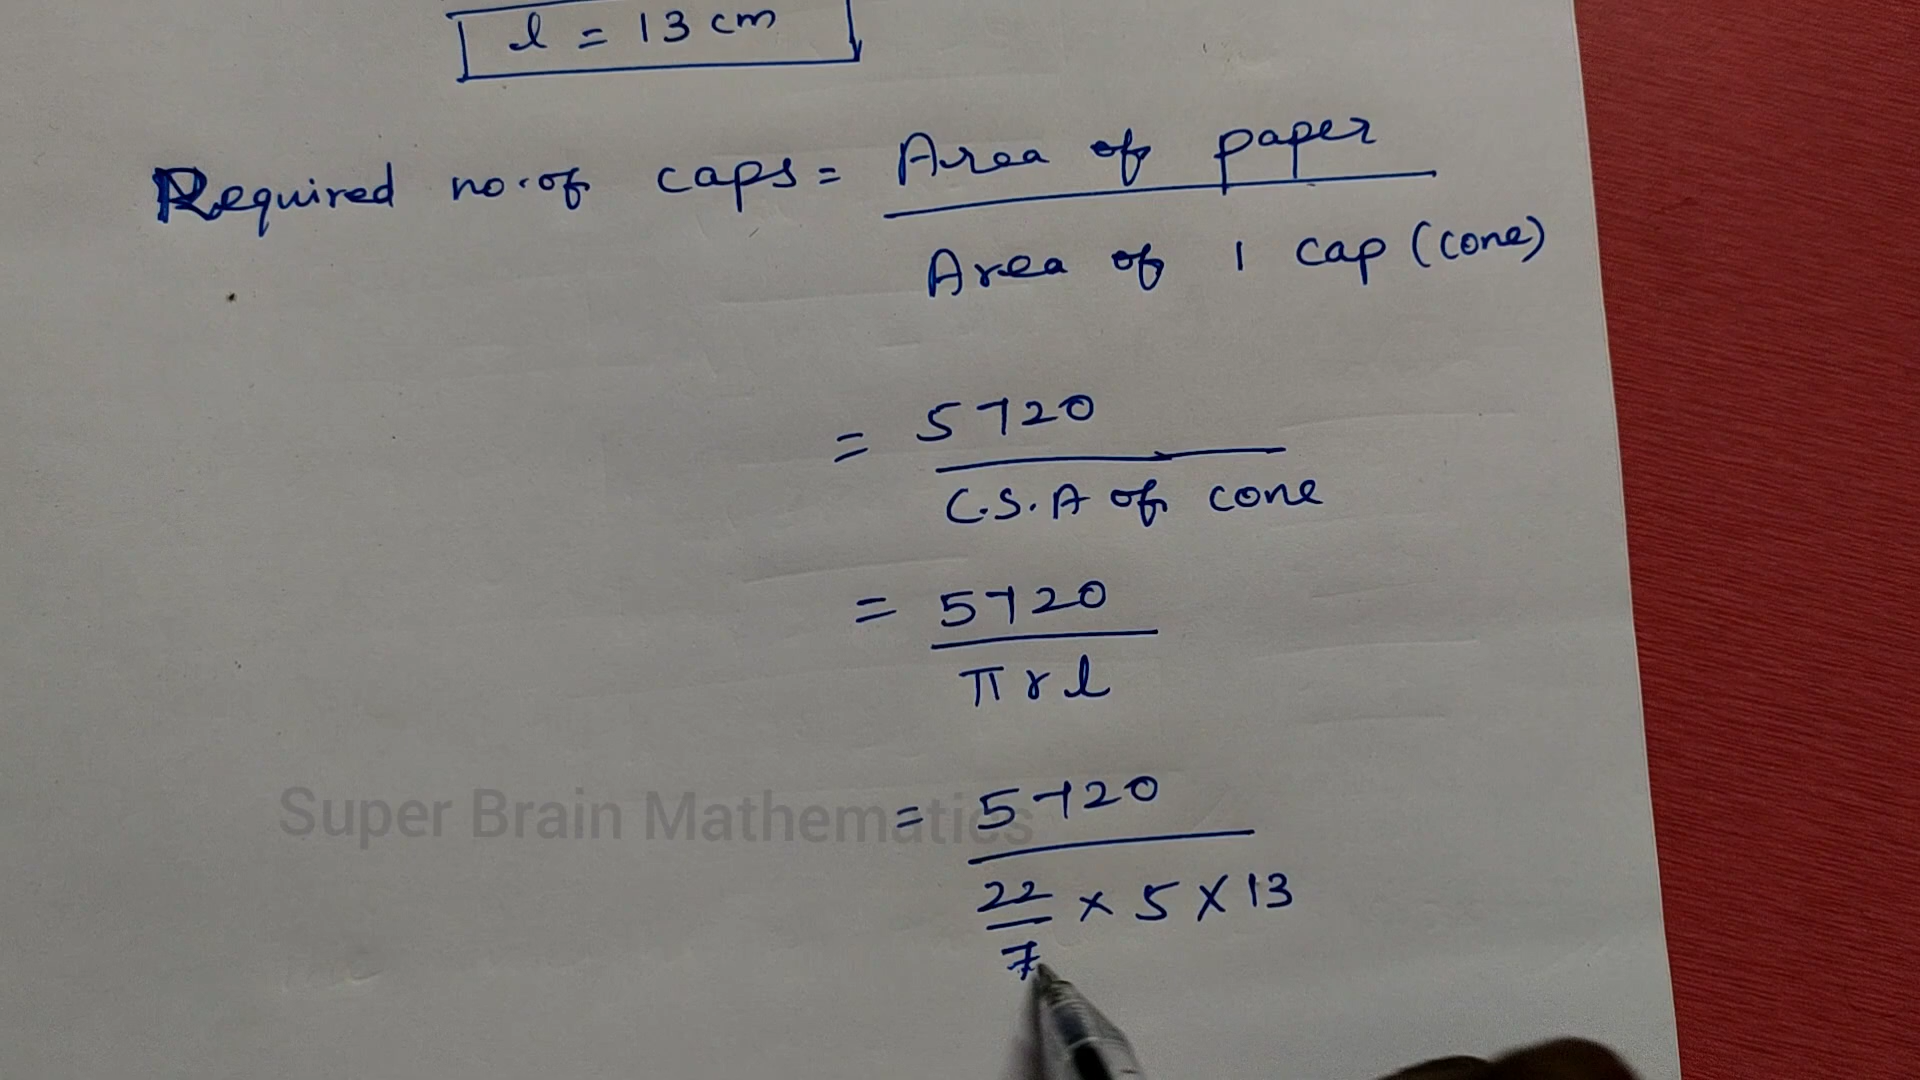 l = 13 cm
Required no. of caps = Area of paper
Area of 1 cap (cone)
= 5720
C.S.A of cone
= 5720
π r l
= 5720
22 × 5 × 13
7
Super Brain Mathematics